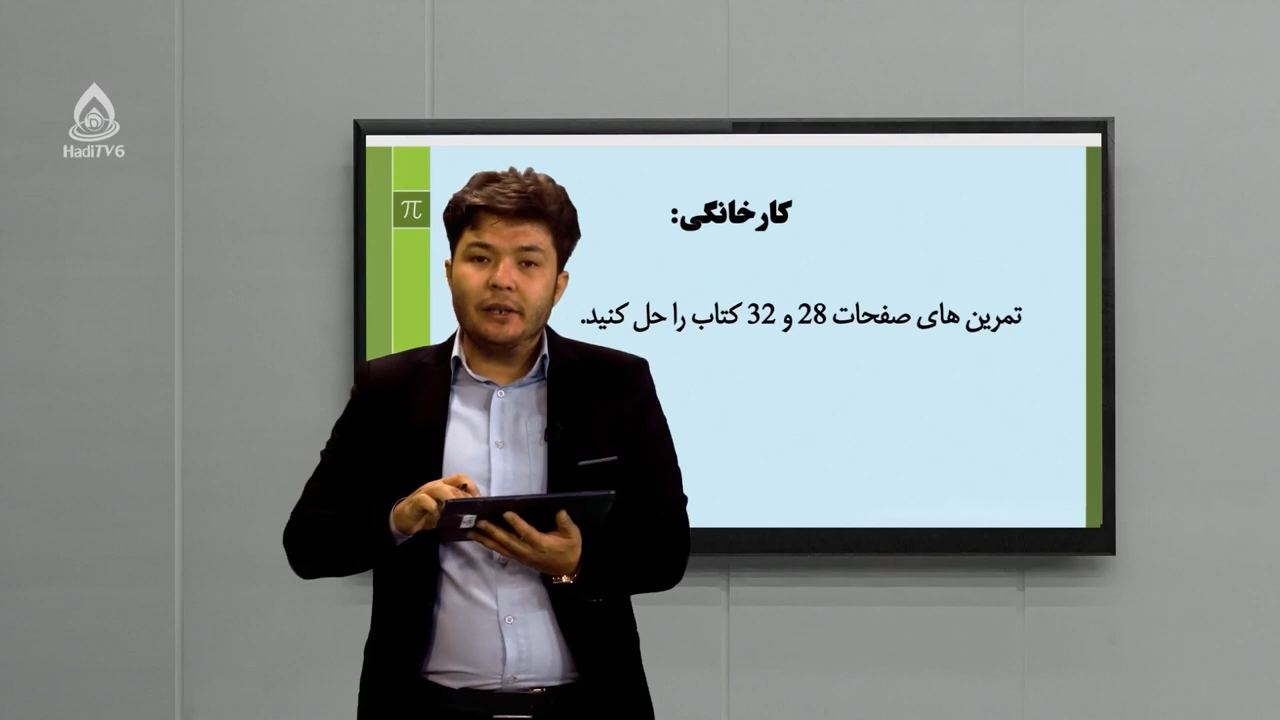 HadiTV6
π
کارخانگی:
تمرین های صفحات 28 و 32 کتاب را حل کنید.